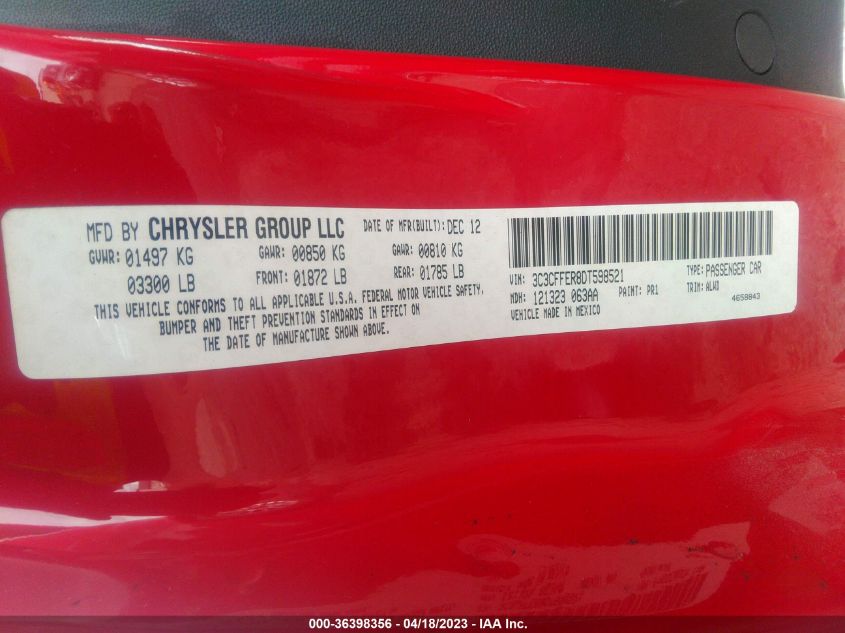 MFD BY CHRYSLER GROUP LLC DATE OF MFR(BUILT): DEC 12
GVWR: 01497 KG GAWR: 00850 KG GAWR: 00810 KG
03300 LB FRONT: 01872 LB REAR: 01785 LB
THIS VEHICLE CONFORMS TO ALL APPLICABLE U.S.A. FEDERAL MOTOR VEHICLE SAFETY,
BUMPER AND THEFT PREVENTION STANDARDS IN EFFECT ON
THE DATE OF MANUFACTURE SHOWN ABOVE.
VIN: 3C3CFFER8DT598521 TYPE: PASSENGER CAR
MDH: 121323 063AA PAINT: PR1 TRIM: ALWD
VEHICLE MADE IN MEXICO 4658843
000-36398356 - 04/18/2023 - IAA Inc.